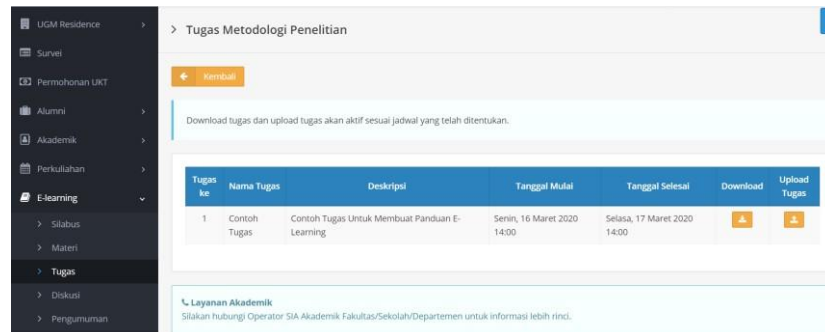 UGM Residence
Survei
Permohonan UKT
Alumni
Akademik
Perkuliahan
E-learning
Silabus
Materi
Tugas
Diskusi
Pengumuman
Tugas Metodologi Penelitian
Kembali
Download tugas dan upload tugas akan aktif sesuai jadwal yang telah ditentukan.
Tugas ke Nama Tugas Deskripsi Tanggal Mulai Tanggal Selesai Download Upload Tugas
1 Contoh Tugas Contoh Tugas Untuk Membuat Panduan E-Learning Senin, 16 Maret 2020 14:00 Selasa, 17 Maret 2020 14:00
Layanan Akademik
Silakan hubungi Operator SIA Akademik Fakultas/Sekolah/Departemen untuk informasi lebih rinci.